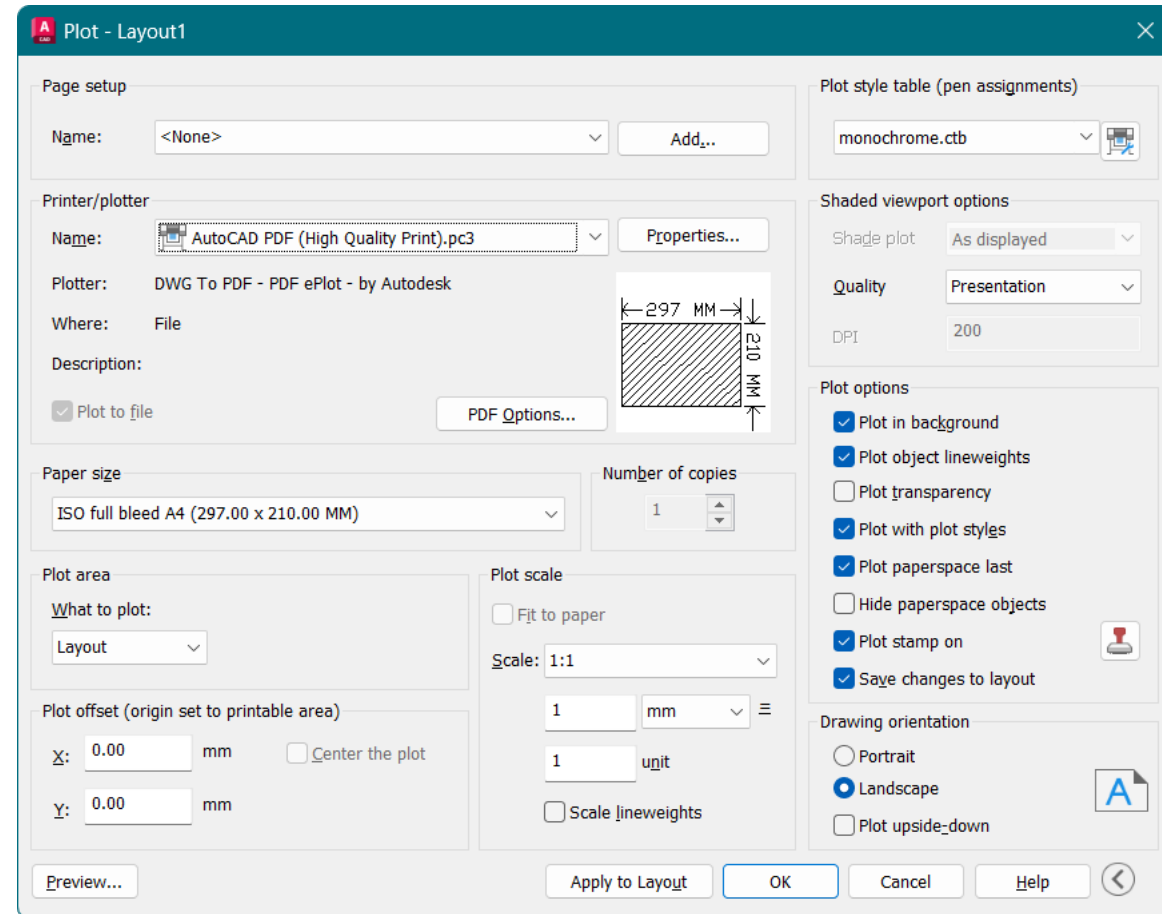 Plot - Layout1
Page setup
Name:
<None>
Add...
Plot style table (pen assignments)
monochrome.ctb
Printer/plotter
Name:
AutoCAD PDF (High Quality Print).pc3
Properties...
Plotter:
DWG To PDF - PDF ePlot - by Autodesk
Where:
File
Description:
Plot to file
PDF Options...
297 MM
210 MM
Shaded viewport options
Shade plot
As displayed
Quality
Presentation
DPI
200
Paper size
ISO full bleed A4 (297.00 x 210.00 MM)
Number of copies
1
Plot options
Plot in background
Plot object lineweights
Plot transparency
Plot with plot styles
Plot paperspace last
Hide paperspace objects
Plot stamp on
Save changes to layout
Plot area
What to plot:
Layout
Plot scale
Fit to paper
Scale:
1:1
1
mm
=
1
unit
Scale lineweights
Plot offset (origin set to printable area)
X:
0.00
mm
Center the plot
Y:
0.00
mm
Drawing orientation
Portrait
Landscape
Plot upside-down
A
Preview...
Apply to Layout
OK
Cancel
Help